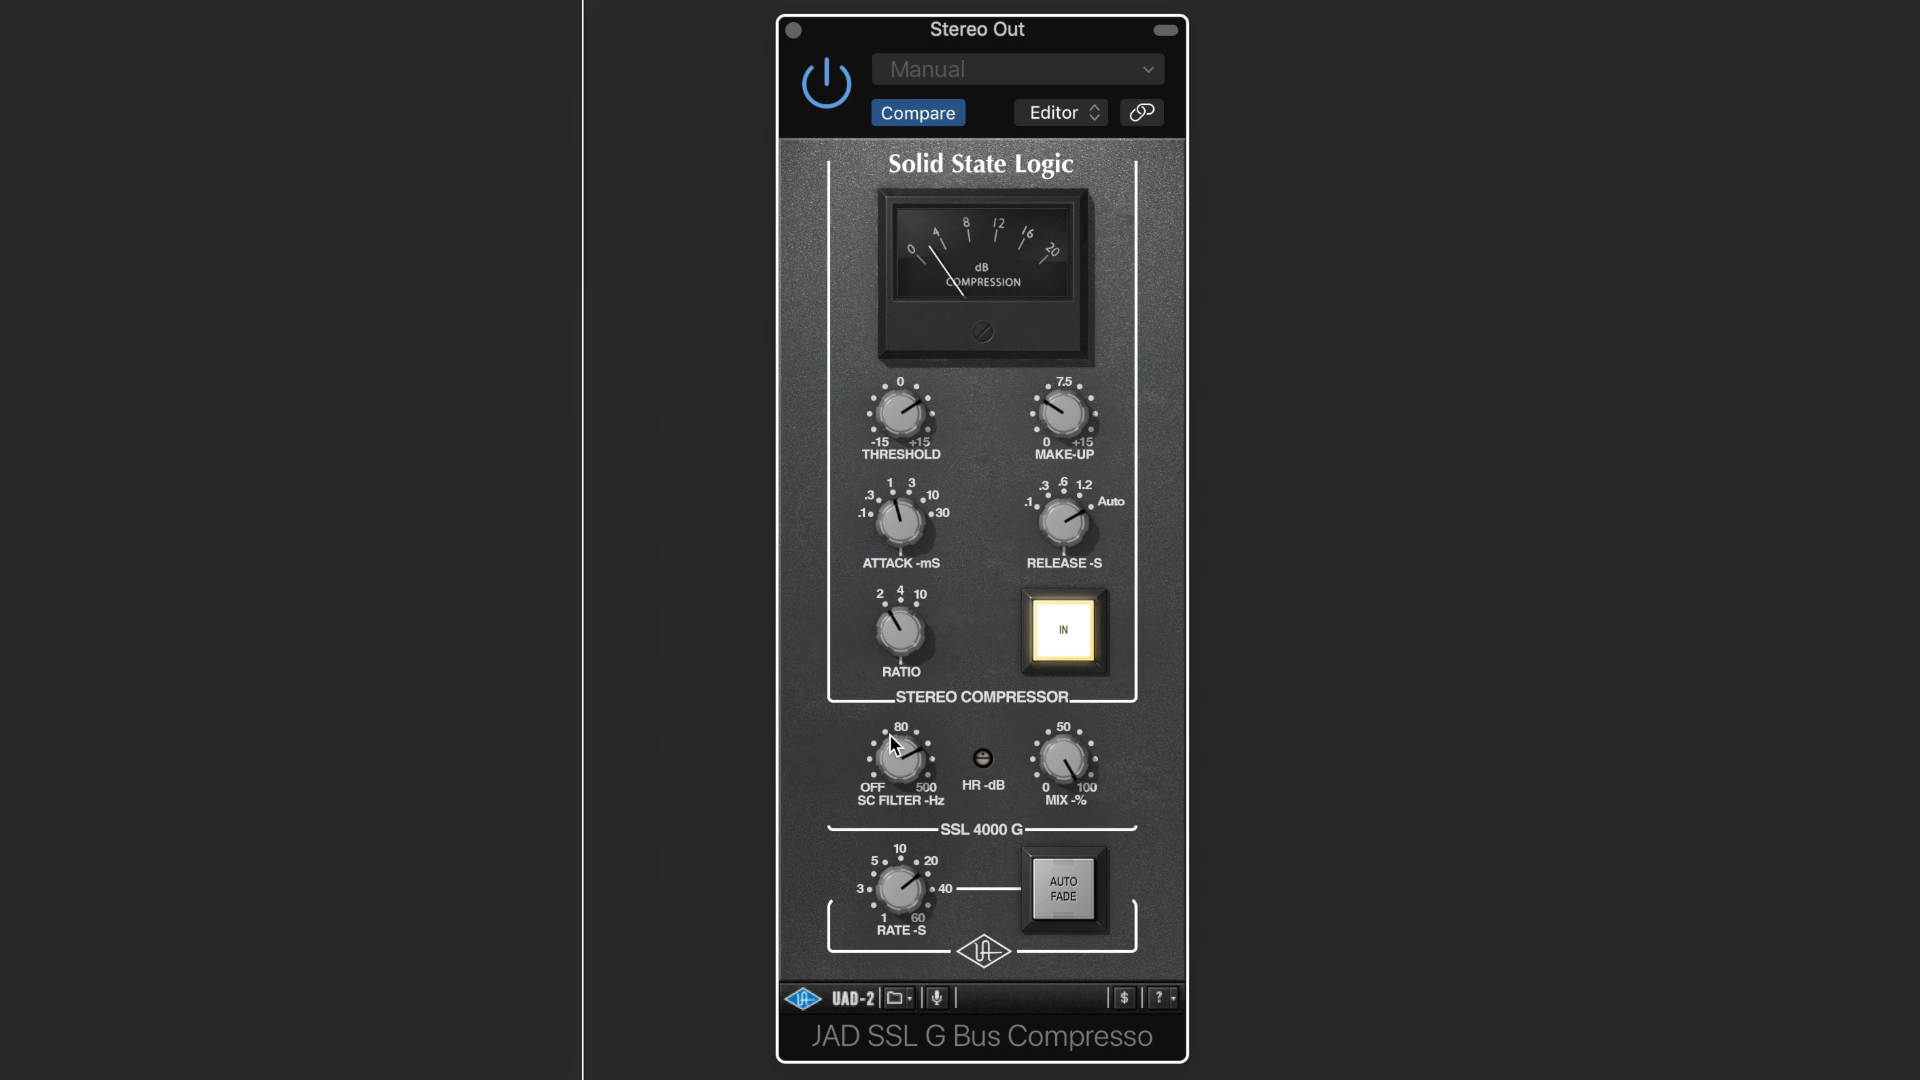 Stereo Out
Manual
Compare Editor
Solid State Logic
0 4 8 12 16 20
dB
COMPRESSION
0 7.5
-15 +15 0 +15
THRESHOLD MAKE-UP
.1 .3 1 3 10 30 .1 .3 .6 1.2 Auto
ATTACK -mS RELEASE -S
2 4 10
IN
RATIO
STEREO COMPRESSOR
80 50
OFF 500 HR -dB 0 100
SC FILTER -Hz MIX -%
SSL 4000 G
1 3 5 10 20 40 60
AUTO
FADE
RATE -S
UA
UA UAD-2 $ ?
JAD SSL G Bus Compresso